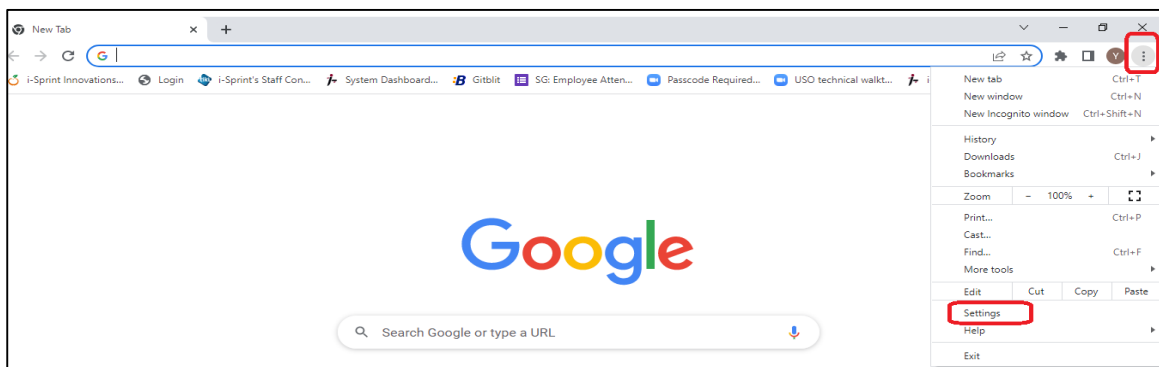 New Tab
G
i-Sprint Innovations... Login i-Sprint's Staff Con... System Dashboard... Gitblit SG: Employee Atten... Passcode Required... USO technical walkt... i
Y
New tab Ctrl+T
New window Ctrl+N
New Incognito window Ctrl+Shift+N
History
Downloads Ctrl+J
Bookmarks
Zoom - 100% +
Print... Ctrl+P
Cast...
Find... Ctrl+F
More tools
Edit Cut Copy Paste
Settings
Help
Exit
Google
Search Google or type a URL